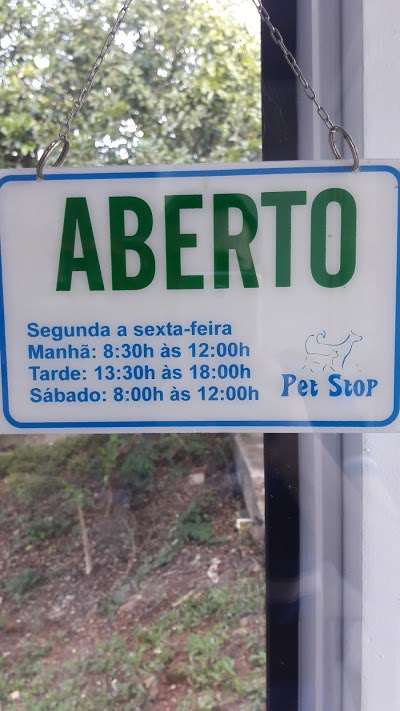 ABERTO
Segunda a sexta-feira
Manhã: 8:30h às 12:00h
Tarde: 13:30h às 18:00h
Sábado: 8:00h às 12:00h
Pet Stop